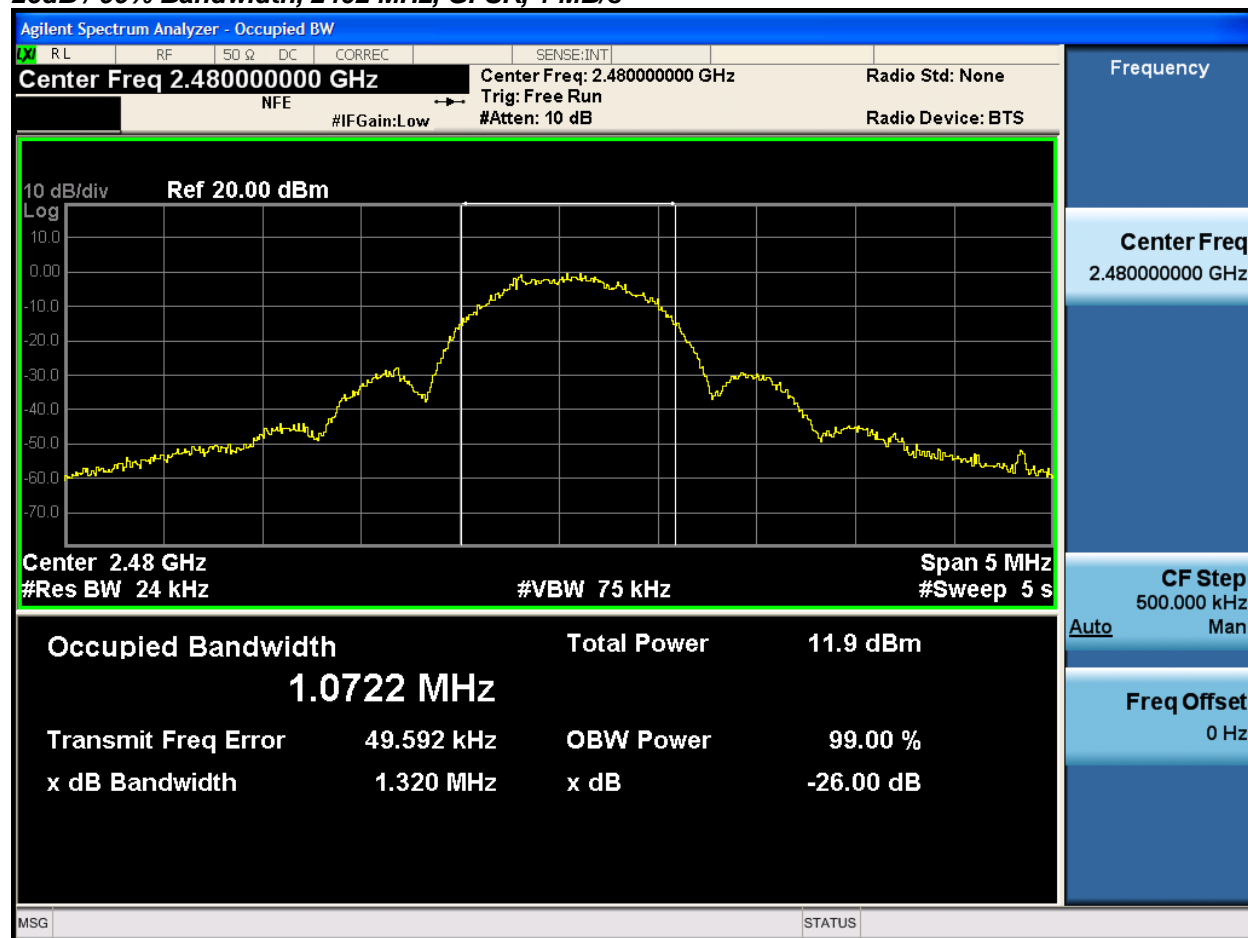 Agilent Spectrum Analyzer - Occupied BW
LXI RL RF 50 Ω DC CORREC SENSE:INT
Center Freq 2.480000000 GHz
NFE
#IFGain:Low
Center Freq: 2.480000000 GHz
Trig: Free Run
#Atten: 10 dB
Radio Std: None
Radio Device: BTS
10 dB/div Ref 20.00 dBm
Log
10.0
0.00
-10.0
-20.0
-30.0
-40.0
-50.0
-60.0
-70.0
Center 2.48 GHz Span 5 MHz
#Res BW 24 kHz #VBW 75 kHz #Sweep 5 s
Occupied Bandwidth Total Power 11.9 dBm
1.0722 MHz
Transmit Freq Error 49.592 kHz OBW Power 99.00 %
x dB Bandwidth 1.320 MHz x dB -26.00 dB
Frequency
Center Freq
2.480000000 GHz
CF Step
500.000 kHz
Auto Man
Freq Offset
0 Hz
MSG STATUS